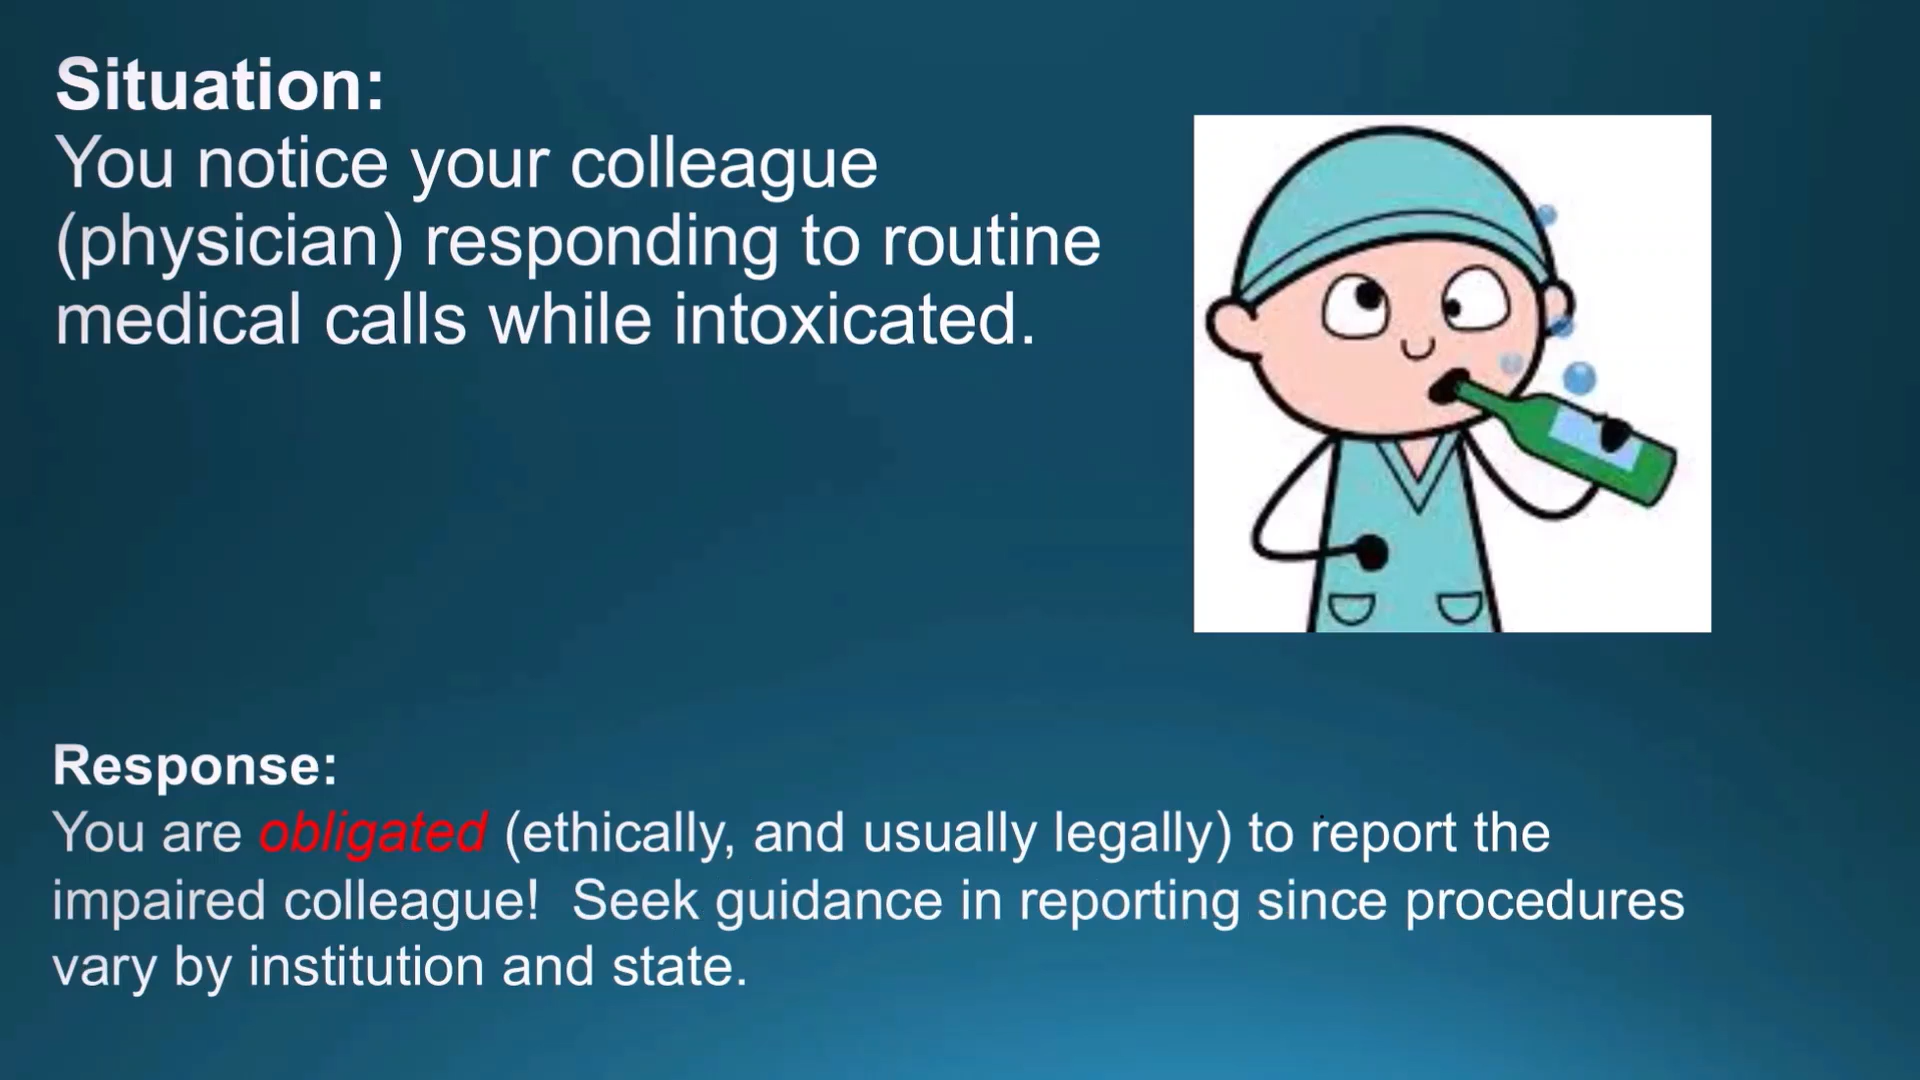 Situation:
You notice your colleague
(physician) responding to routine
medical calls while intoxicated.
Response:
You are obligated (ethically, and usually legally) to report the
impaired colleague!  Seek guidance in reporting since procedures
vary by institution and state.